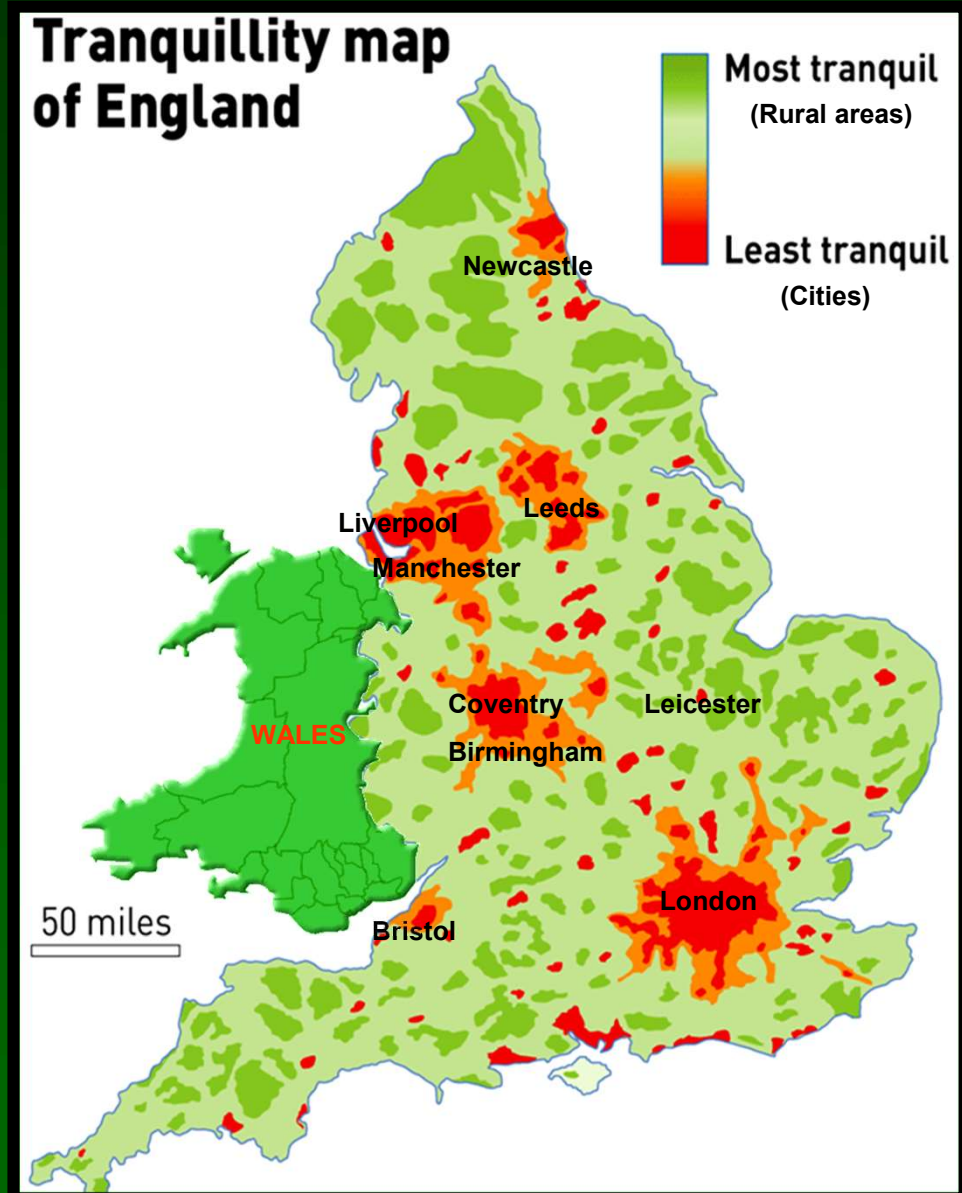 Tranquillity map
of England
Most tranquil
(Rural areas)
Least tranquil
(Cities)
Newcastle
Leeds
Liverpool
Manchester
Coventry
Leicester
WALES
Birmingham
London
50 miles
Bristol